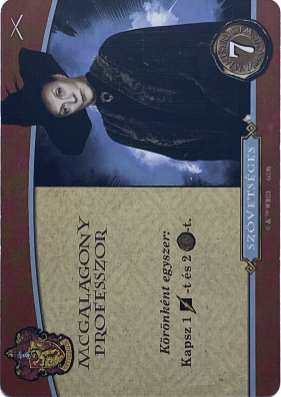 McGALAGONY
PROFESSZOR
Körönként egyszer:
Kapsz 1 -t és 2 -t.
7
SZÖVETSÉGES